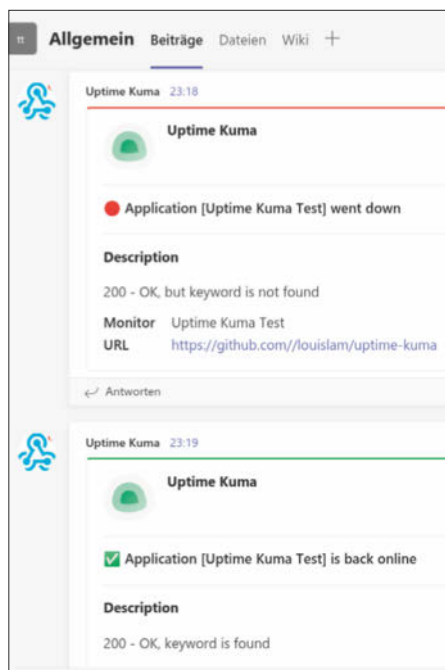 tt Allgemein Beiträge Dateien Wiki +
Uptime Kuma 23:18
Uptime Kuma
Application [Uptime Kuma Test] went down
Description
200 - OK, but keyword is not found
Monitor Uptime Kuma Test
URL https://github.com//louislam/uptime-kuma
Antworten
Uptime Kuma 23:19
Uptime Kuma
Application [Uptime Kuma Test] is back online
Description
200 - OK, keyword is found